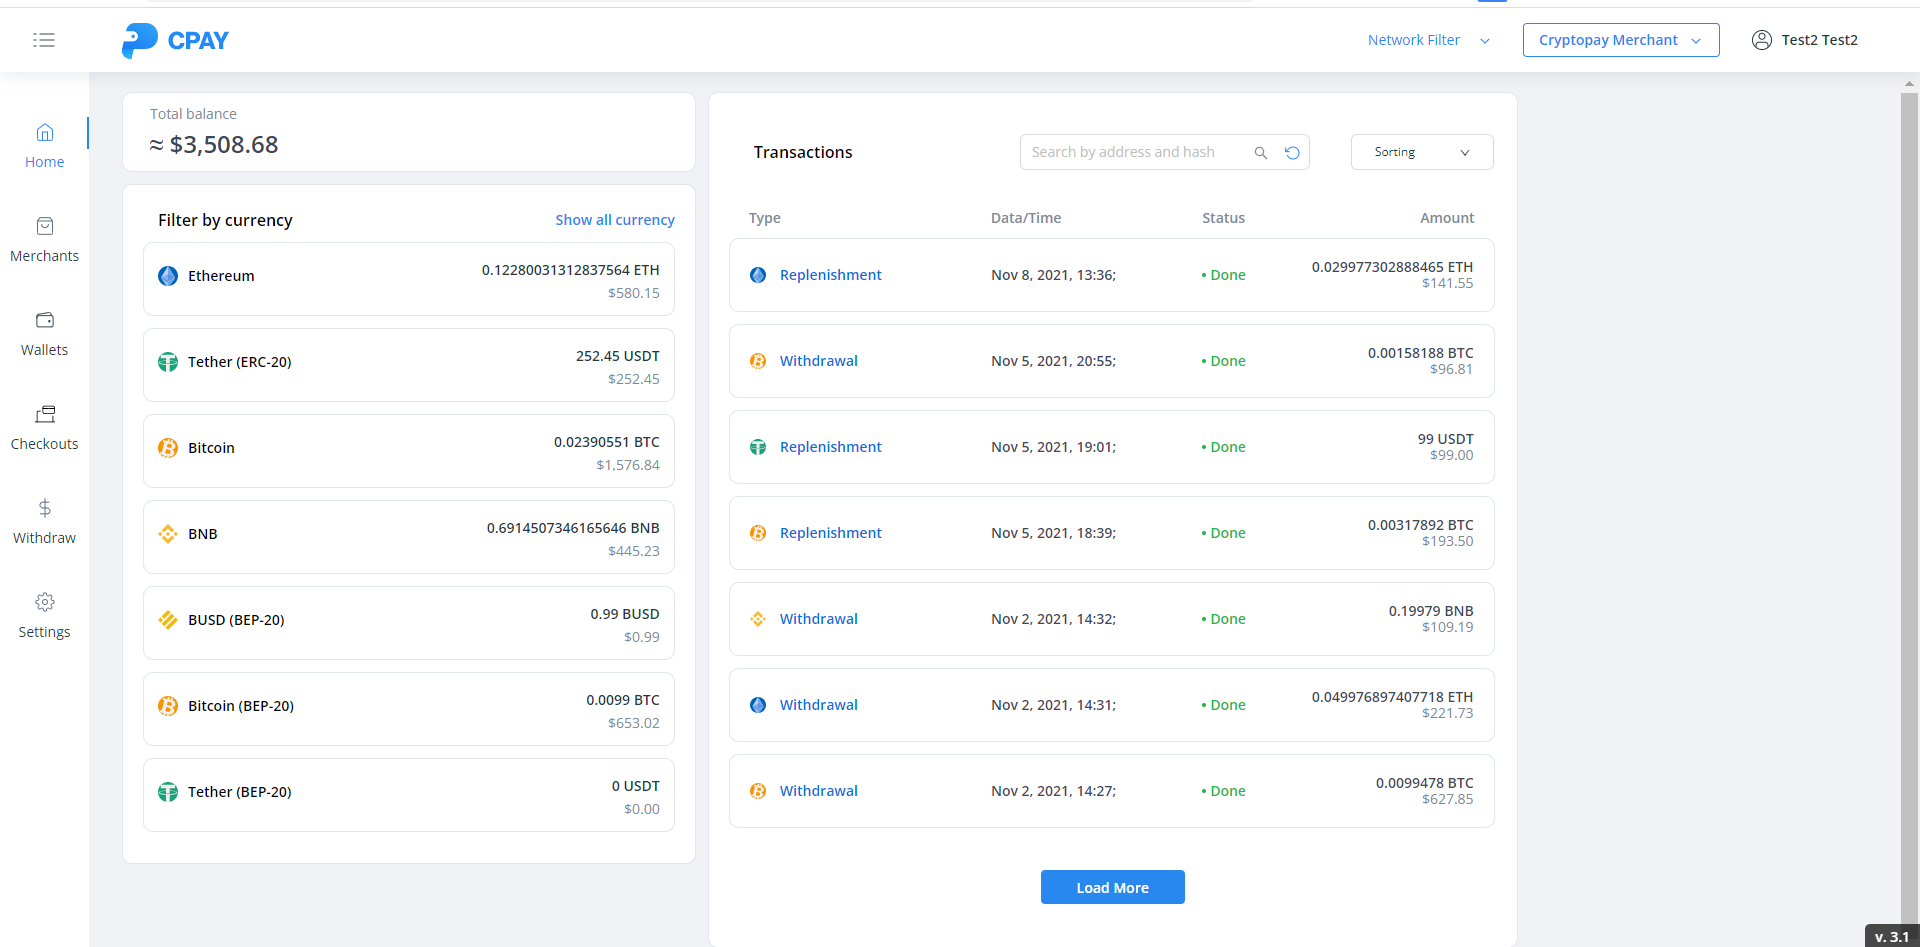 CPAY
Network Filter
Cryptopay Merchant
Test2 Test2
Home
Merchants
Wallets
Checkouts
Withdraw
Settings
Total balance
≈ $3,508.68
Filter by currency
Show all currency
Ethereum
0.12280031312837564 ETH
$580.15
Tether (ERC-20)
252.45 USDT
$252.45
Bitcoin
0.02390551 BTC
$1,576.84
BNB
0.6914507346165646 BNB
$445.23
BUSD (BEP-20)
0.99 BUSD
$0.99
Bitcoin (BEP-20)
0.0099 BTC
$653.02
Tether (BEP-20)
0 USDT
$0.00
Transactions
Search by address and hash
Sorting
Type Data/Time Status Amount
Replenishment Nov 8, 2021, 13:36; • Done 0.029977302888465 ETH
$141.55
Withdrawal Nov 5, 2021, 20:55; • Done 0.00158188 BTC
$96.81
Replenishment Nov 5, 2021, 19:01; • Done 99 USDT
$99.00
Replenishment Nov 5, 2021, 18:39; • Done 0.00317892 BTC
$193.50
Withdrawal Nov 2, 2021, 14:32; • Done 0.19979 BNB
$109.19
Withdrawal Nov 2, 2021, 14:31; • Done 0.049976897407718 ETH
$221.73
Withdrawal Nov 2, 2021, 14:27; • Done 0.0099478 BTC
$627.85
Load More
v. 3.1